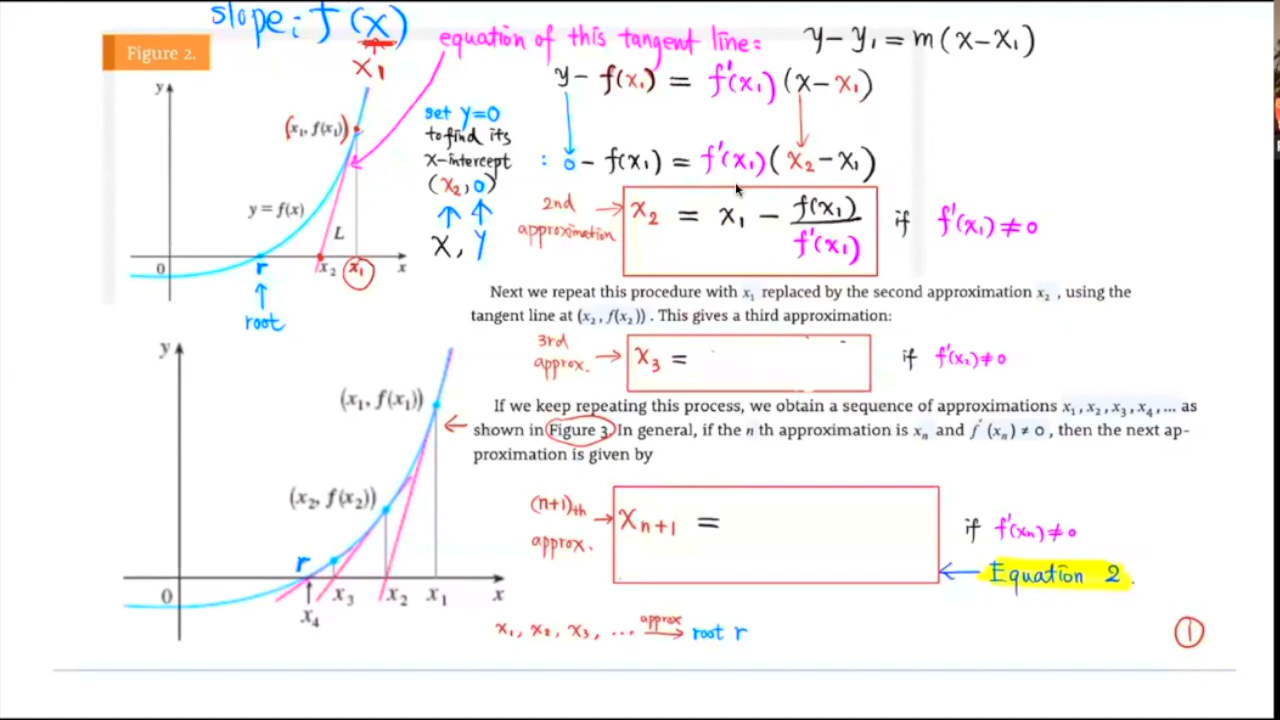 slope: f(x)
x₁
Figure 2.
equation of this tangent line: y − y₁ = m(x − x₁)
y − f(x₁) = f'(x₁)(x − x₁)
y
(x₁, f(x₁))
y = f(x)
L
0
r
x₂
x₁
x
root
set y=0
to find its
x-intercept
(x₂, 0)
x, y
: 0 − f(x₁) = f'(x₁)(x₂ − x₁)
2nd
approximation
x₂ = x₁ − f(x₁)/f'(x₁) if f'(x₁) ≠ 0
Next we repeat this procedure with x₁ replaced by the second approximation x₂ , using the
tangent line at (x₂, f(x₂)) . This gives a third approximation:
3rd
approx.
x₃ = if f'(x₂) ≠ 0
If we keep repeating this process, we obtain a sequence of approximations x₁, x₂, x₃, x₄, ... as
shown in Figure 3. In general, if the n th approximation is xₙ and f' (xₙ) ≠ 0, then the next ap-
proximation is given by
(n+1)th
approx.
xₙ₊₁ = if f'(xₙ) ≠ 0
Equation 2.
x₁, x₂, x₃, ... approx root r
y
(x₁, f(x₁))
(x₂, f(x₂))
r
0
x₄
x₃
x₂
x₁
x
1